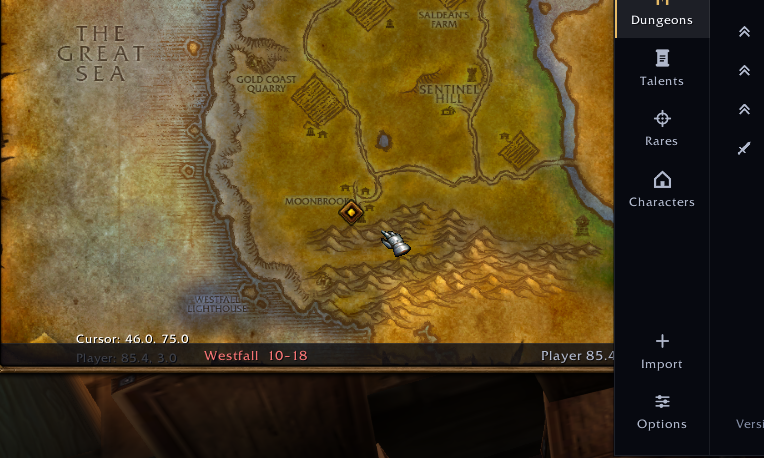 THE
GREAT
SEA
SALDEAN'S
FARM
GOLD COAST
QUARRY
SENTINEL
HILL
MOONBROOK
WESTFALL
LIGHTHOUSE
Cursor: 46.0, 75.0
Player: 85.4, 3.0
Westfall 10-18
Player 85.4
Dungeons
Talents
Rares
Characters
Import
Options
Versi